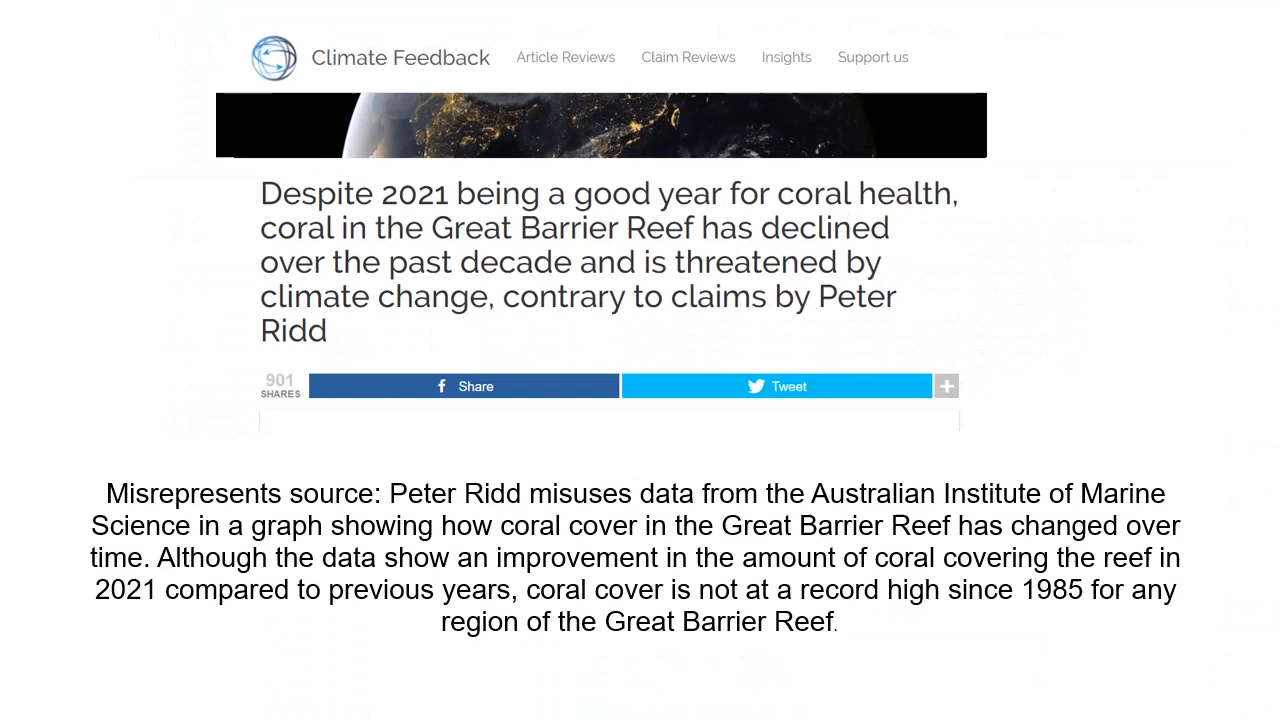 Climate Feedback Article Reviews Claim Reviews Insights Support us
Despite 2021 being a good year for coral health,
coral in the Great Barrier Reef has declined
over the past decade and is threatened by
climate change, contrary to claims by Peter
Ridd
901
SHARES
Share
Tweet
Misrepresents source: Peter Ridd misuses data from the Australian Institute of Marine
Science in a graph showing how coral cover in the Great Barrier Reef has changed over
time. Although the data show an improvement in the amount of coral covering the reef in
2021 compared to previous years, coral cover is not at a record high since 1985 for any
region of the Great Barrier Reef.